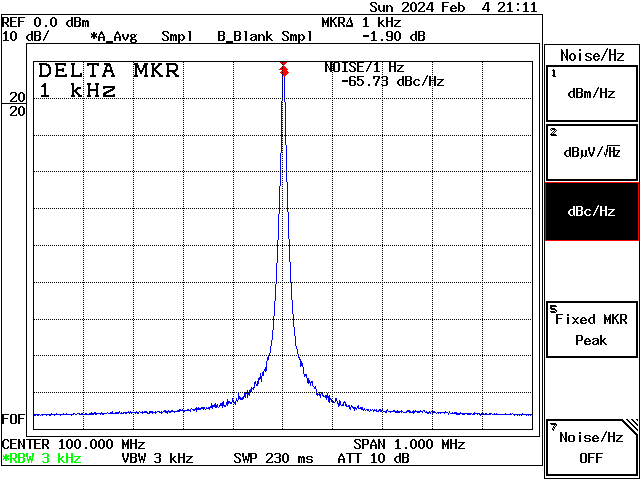 Sun 2024 Feb 4 21:11
REF 0.0 dBm MKRΔ 1 kHz
10 dB/ *A_Avg Smpl B_Blank Smpl -1.90 dB
DELTA MKR
1 kHz
NOISE/1 Hz
-65.73 dBc/Hz
20
20
FOF
CENTER 100.000 MHz SPAN 1.000 MHz
*RBW 3 kHz VBW 3 kHz SWP 230 ms ATT 10 dB
Noise/Hz
1
dBm/Hz
2
dBµV/√Hz
dBc/Hz
5
Fixed MKR
Peak
7
Noise/Hz
OFF